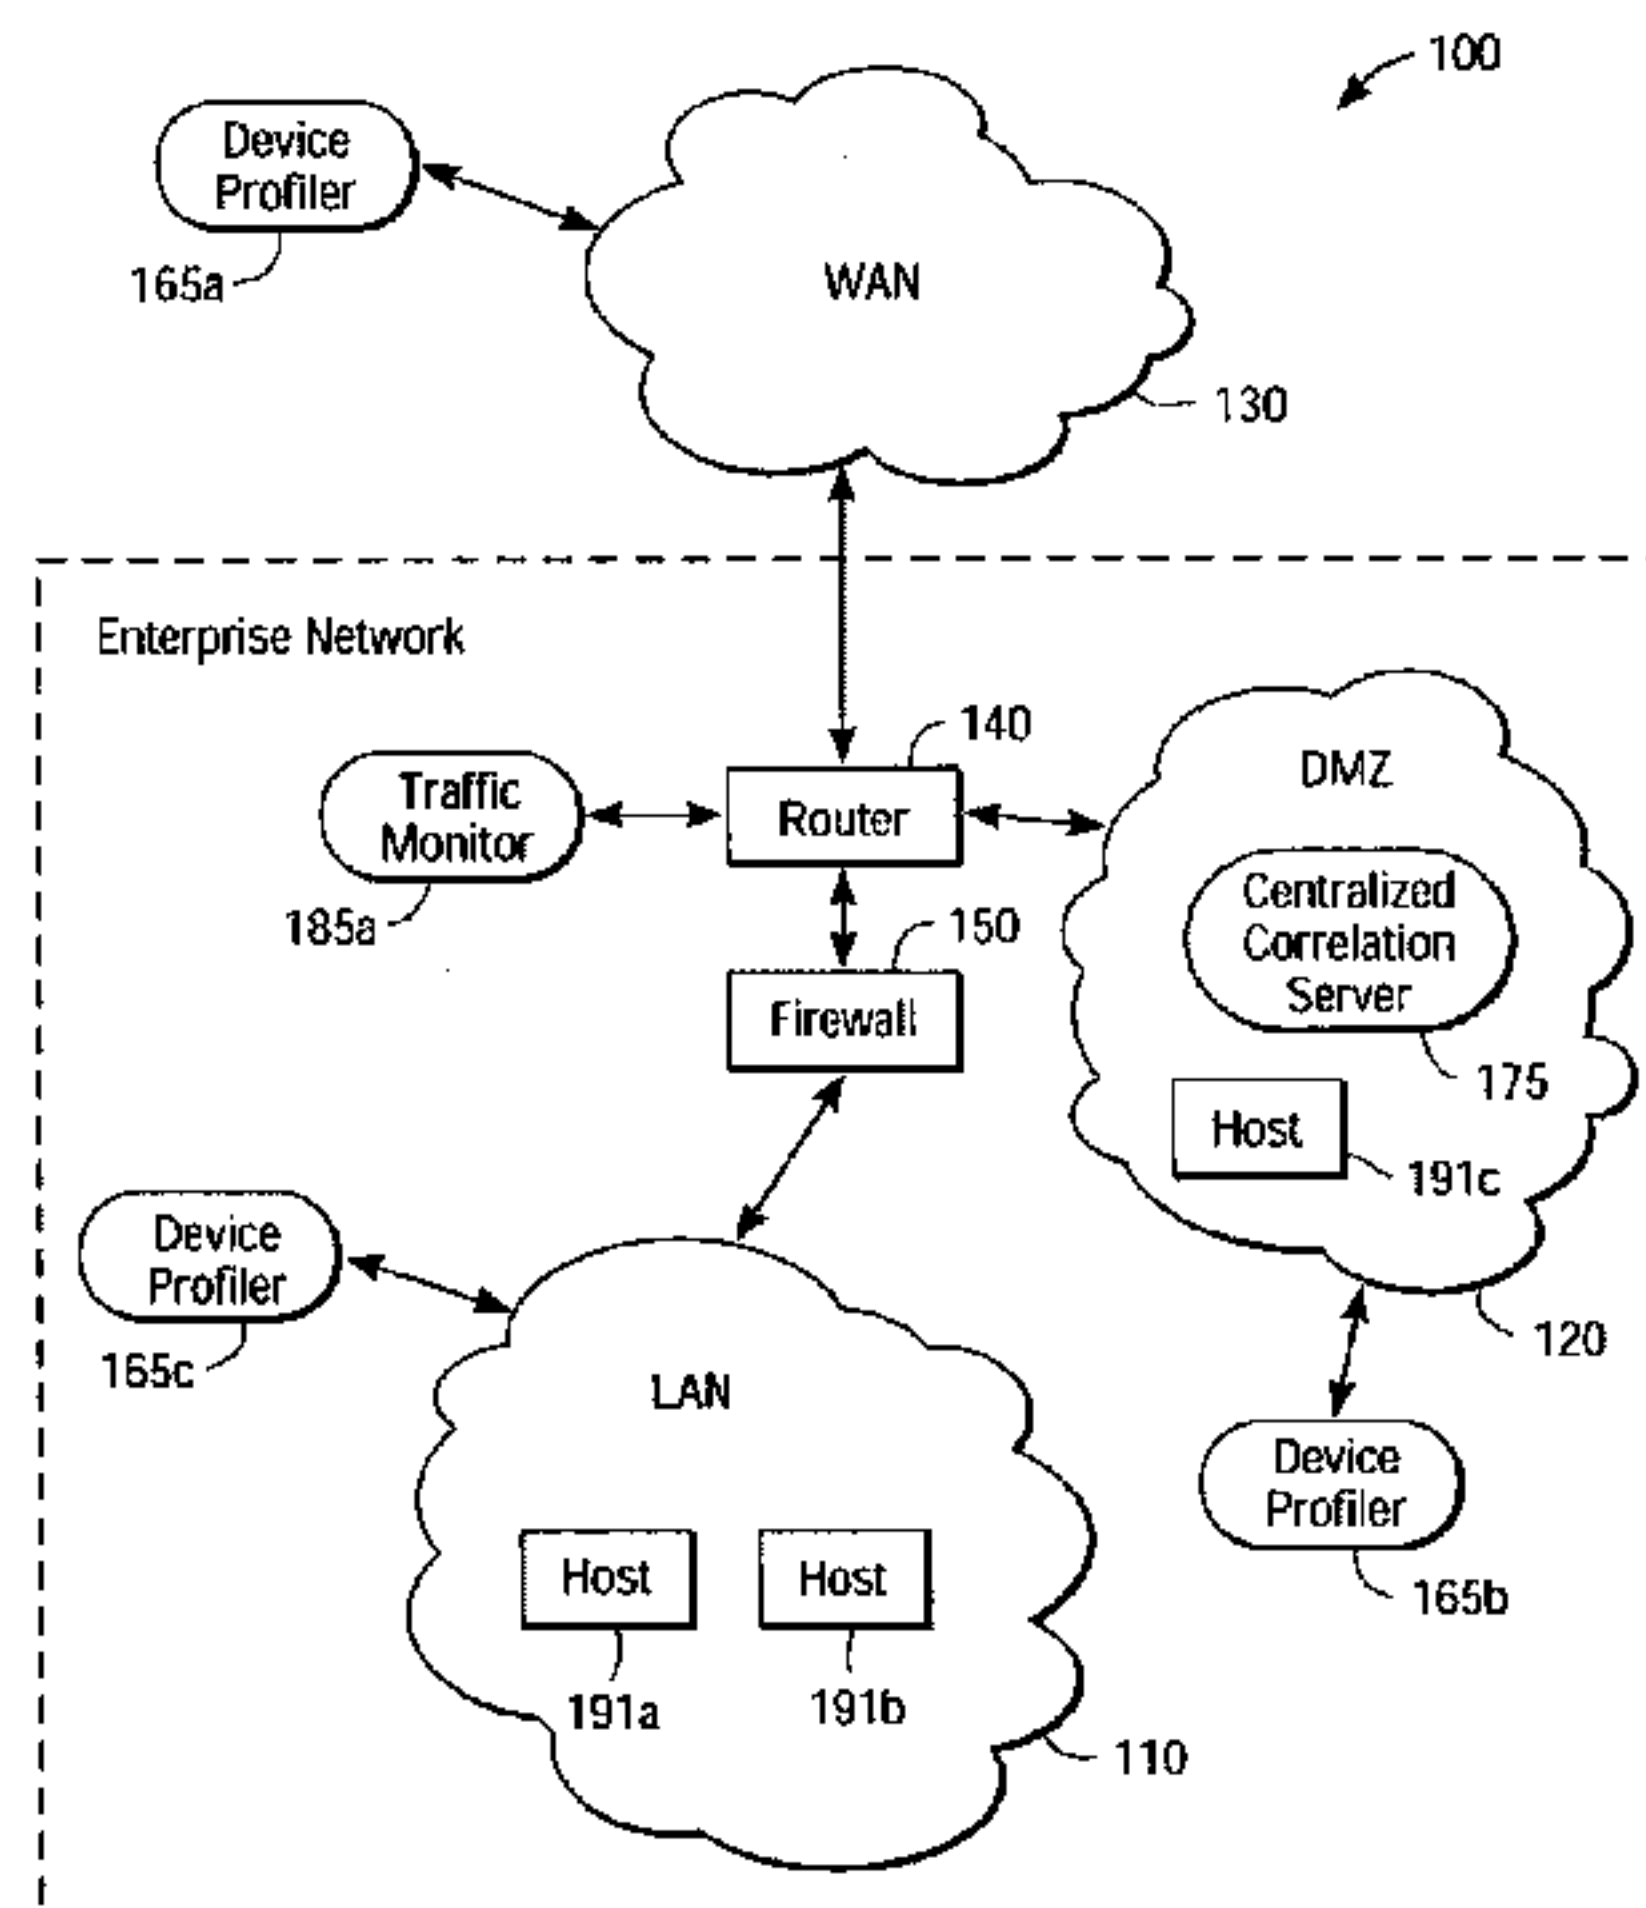 100
Device
Profiler
165a
WAN
130
Enterprise Network
140
Router
Traffic
Monitor
185a
150
Firewall
DMZ
Centralized
Correlation
Server
175
Host
191c
120
Device
Profiler
165c
LAN
Host
191a
Host
191b
110
Device
Profiler
165b